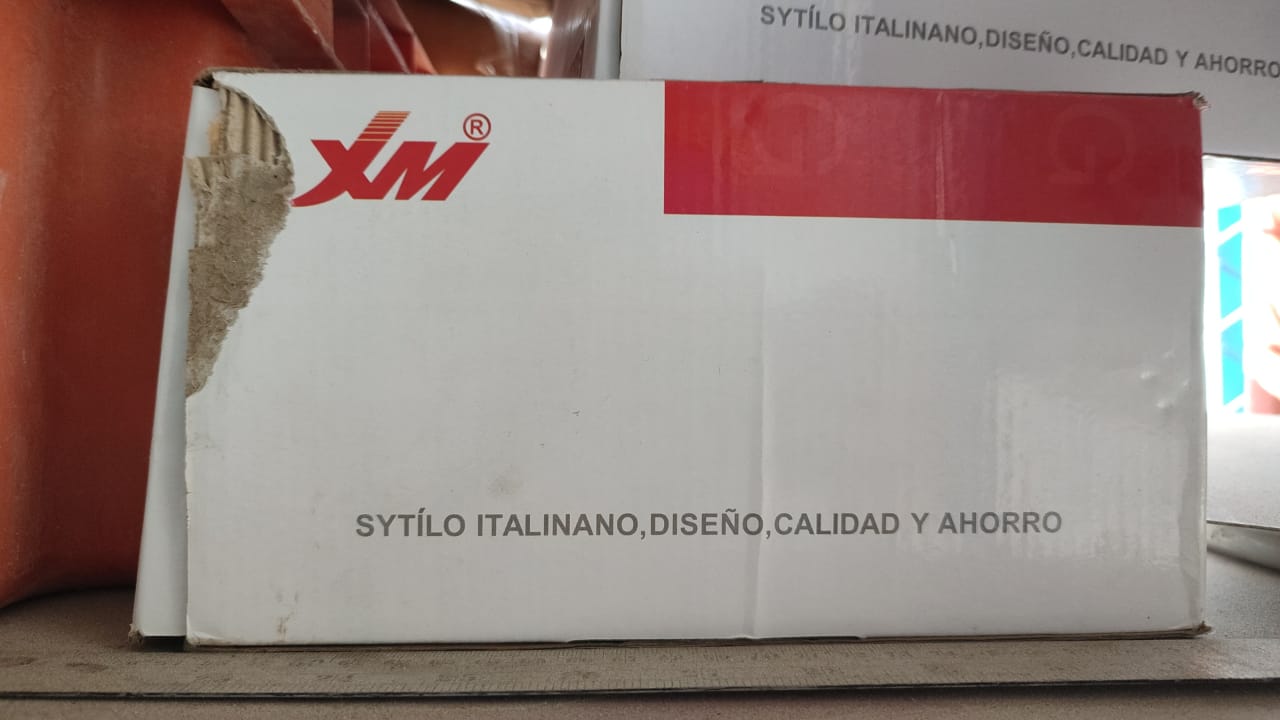 SYTÍLO ITALINANO,DISEÑO,CALIDAD Y AHORRO
XM®
SYTÍLO ITALINANO,DISEÑO,CALIDAD Y AHORRO